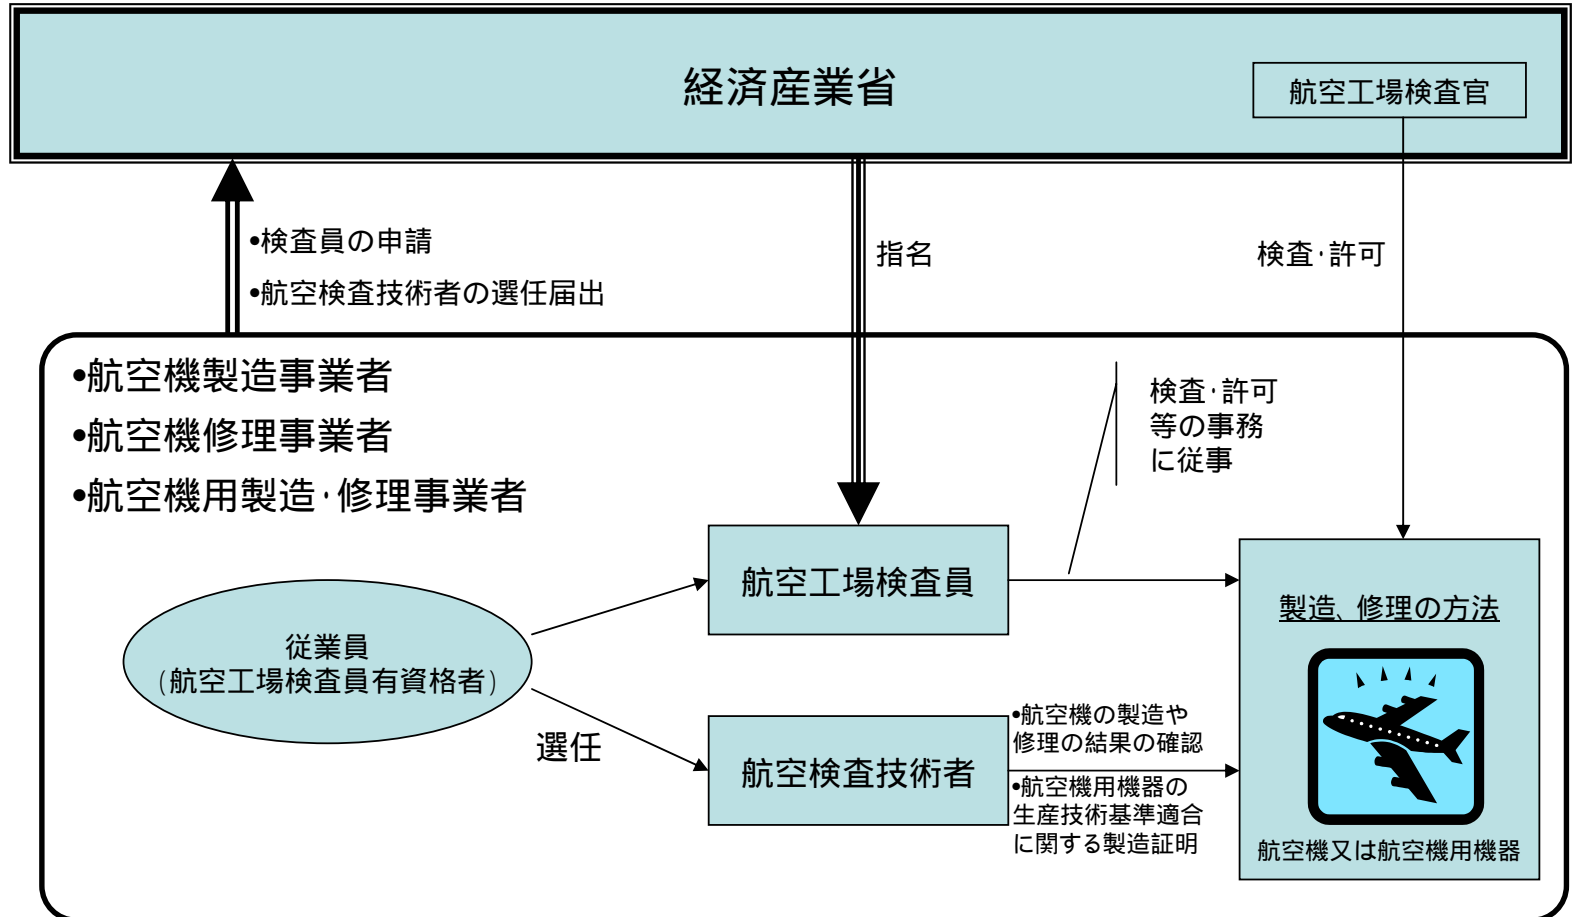 経済産業省
航空工場検査官
•検査員の申請
•航空検査技術者の選任届出
指名
検査･許可
•航空機製造事業者
•航空機修理事業者
•航空機用製造･修理事業者
検査･許可
等の事務
に従事
航空工場検査員
従業員
(航空工場検査員有資格者)
選任
航空検査技術者
•航空機の製造や
修理の結果の確認
•航空機用機器の
生産技術基準適合
に関する製造証明
製造、修理の方法
航空機又は航空機用機器